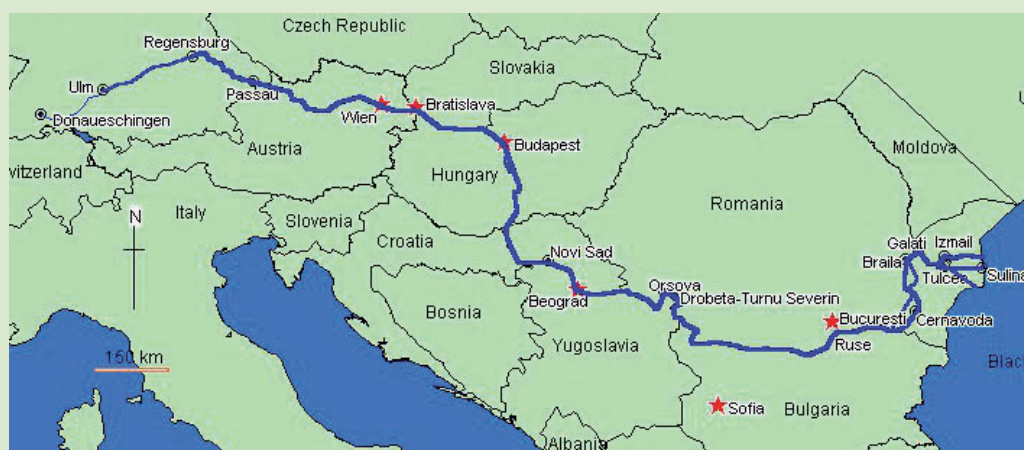 Czech Republic
Regensburg
Slovakia
Ulm
Passau
Wien
Bratislava
Donaueschingen
Austria
Budapest
Moldova
vitzerland
Hungary
N
Italy
Slovenia
Romania
Croatia
Novi Sad
Galati
Izmail
Braila
Tulcea
Sulina
Orsova
Beograd
Drobeta-Turnu Severin
Bosnia
Bucuresti
Cernavoda
Yugoslavia
Ruse
150 km
Blac
Sofia
Bulgaria
Albania